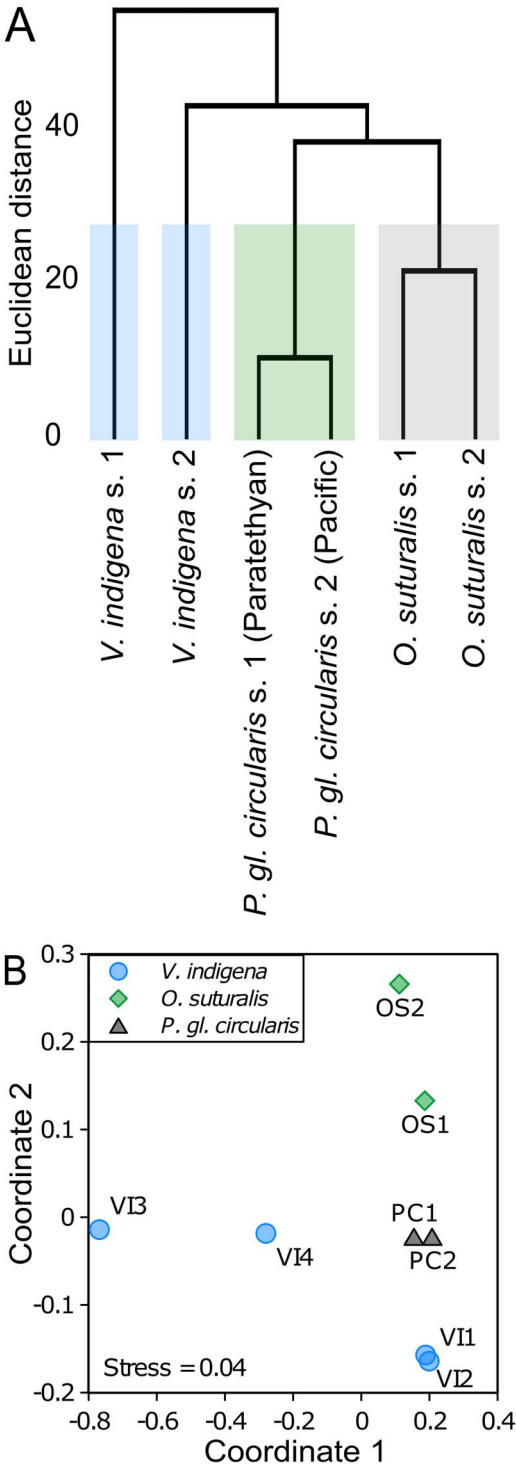 A
Euclidean distance
40
20
0
V. indigena s. 1
V. indigena s. 2
P. gl. circularis s. 1 (Paratethyan)
P. gl. circularis s. 2 (Pacific)
O. suturalis s. 1
O. suturalis s. 2
B
V. indigena
O. suturalis
P. gl. circularis
Coordinate 2
0.3
0.2
0.1
0
-0.1
-0.2
OS2
OS1
VI3
VI4
PC1
PC2
VI1
VI2
Stress = 0.04
-0.8 -0.6 -0.4 -0.2 0 0.2 0.4
Coordinate 1